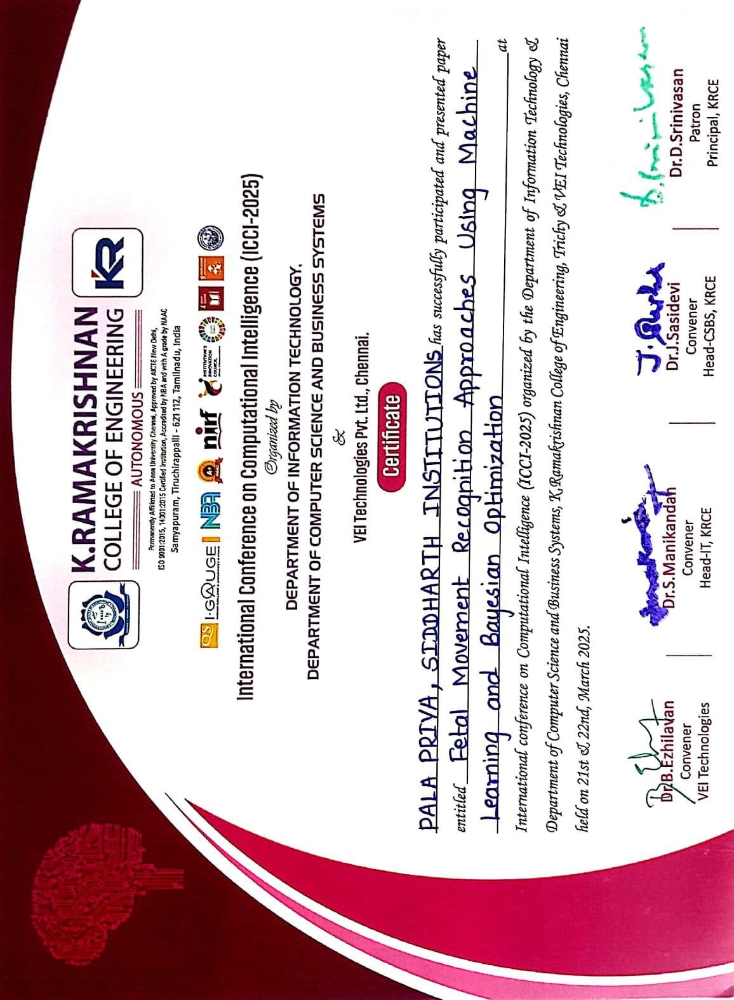 K.RAMAKRISHNAN
COLLEGE OF ENGINEERING
AUTONOMOUS
KR
Permanently Affiliated to Anna University Chennai, Approved by AICTE New Delhi,
ISO 9001:2015, 14001:2015 Certified Institution, Accredited by NBA and with A grade by NAAC
Samyapuram, Tiruchirappalli - 621 112, Tamilnadu, India
QS I·GAUGE NBA A+ NAAC nirf INSTITUTION'S INNOVATION COUNCIL
International Conference on Computational Intelligence (ICCI-2025)
Organized by
DEPARTMENT OF INFORMATION TECHNOLOGY,
DEPARTMENT OF COMPUTER SCIENCE AND BUSINESS SYSTEMS
&
VEI Technologies Pvt. Ltd., Chennai.
Certificate
PALA PRIYA, SIDDHARTH INSTITUTIONS has successfully participated and presented paper
entitled Fetal Movement Recognition Approaches Using Machine
Learning and Bayesian Optimization at
International conference on Computational Intelligence (ICCI-2025) organized by the Department of Information Technology &
Department of Computer Science and Business Systems, K.Ramakrishnan College of Engineering, Trichy & VEI Technologies, Chennai
held on 21st & 22nd, March 2025.
Dr.B.Ezhilavan
Convener
VEI Technologies
Dr.S.Manikandan
Convener
Head-IT, KRCE
Dr.J.Sasidevi
Convener
Head-CSBS, KRCE
Dr.D.Srinivasan
Patron
Principal, KRCE